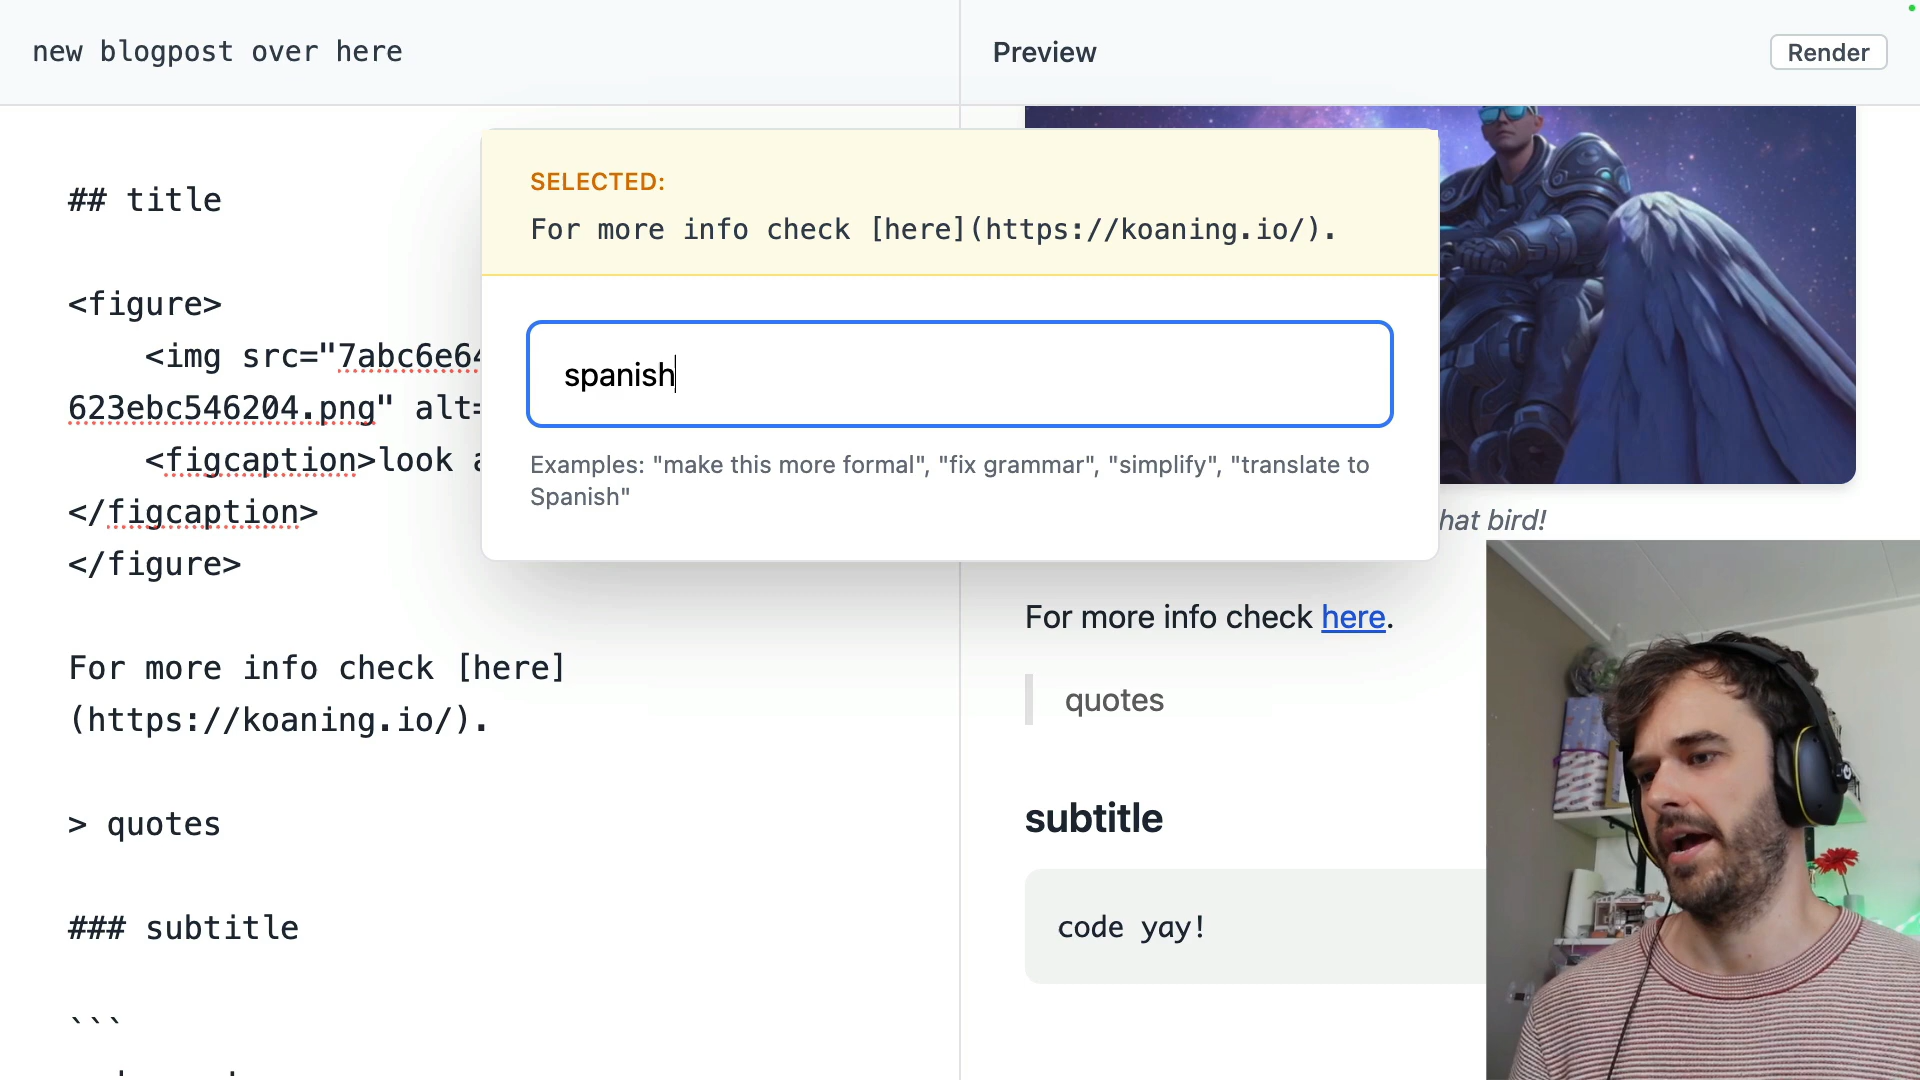 new blogpost over here
Preview
Render
## title
<figure>
<img src="7abc6e64
623ebc546204.png" alt=
<figcaption>look a
</figcaption>
</figure>
For more info check [here]
(https://koaning.io/).
> quotes
### subtitle
```
SELECTED:
For more info check [here](https://koaning.io/).
spanish
Examples: "make this more formal", "fix grammar", "simplify", "translate to
Spanish"
hat bird!
For more info check here.
quotes
subtitle
code yay!